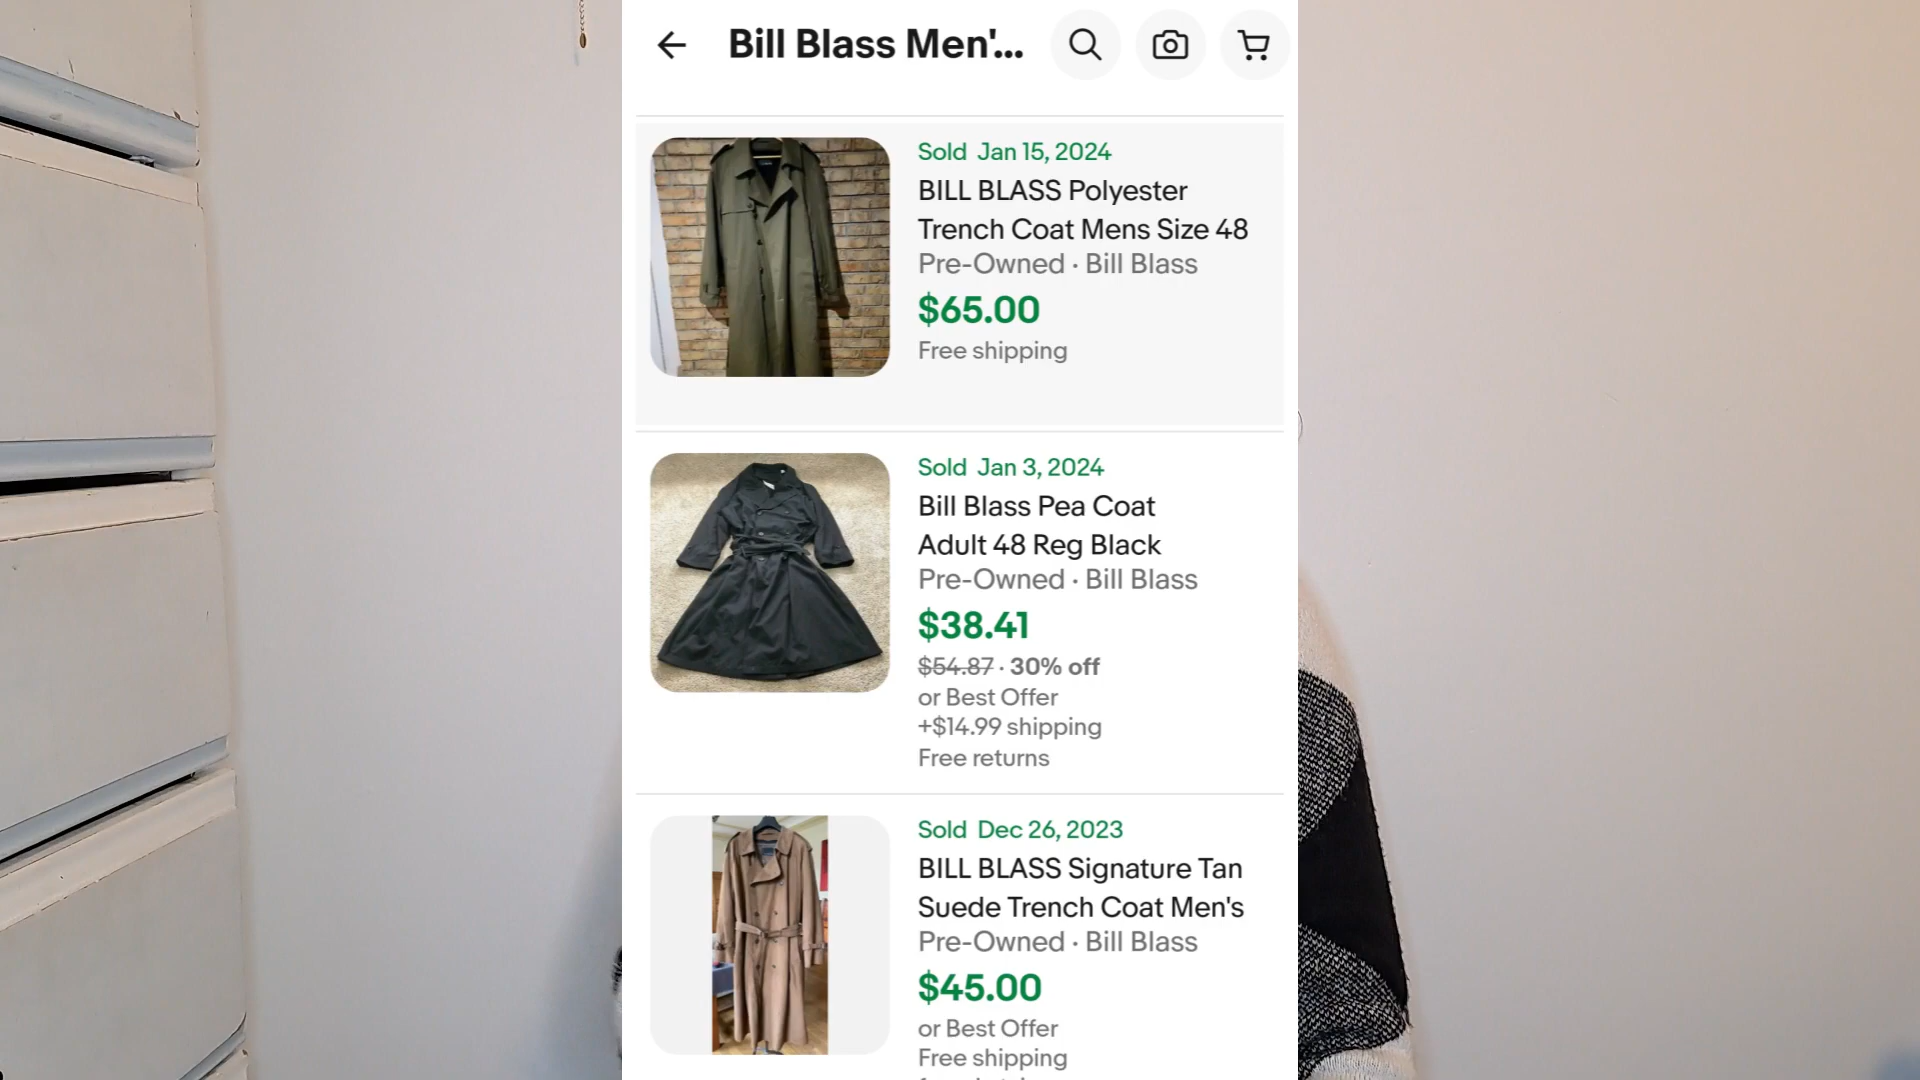 Bill Blass Men'...
Sold Jan 15, 2024
BILL BLASS Polyester
Trench Coat Mens Size 48
Pre-Owned · Bill Blass
$65.00
Free shipping
Sold Jan 3, 2024
Bill Blass Pea Coat
Adult 48 Reg Black
Pre-Owned · Bill Blass
$38.41
$54.87 · 30% off
or Best Offer
+$14.99 shipping
Free returns
Sold Dec 26, 2023
BILL BLASS Signature Tan
Suede Trench Coat Men's
Pre-Owned · Bill Blass
$45.00
or Best Offer
Free shipping